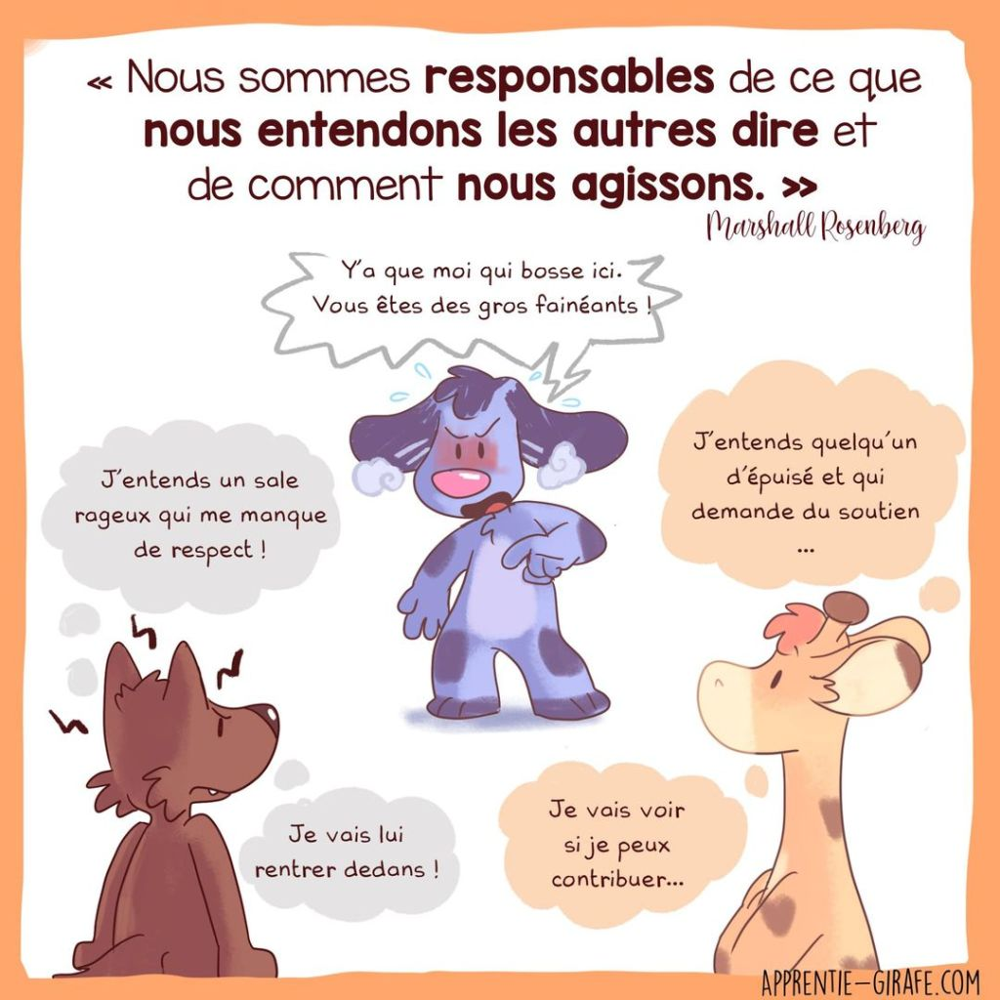 « Nous sommes responsables de ce que
nous entendons les autres dire et
de comment nous agissons. »
Marshall Rosenberg
Y'a que moi qui bosse ici.
Vous êtes des gros fainéants !
J'entends un sale
rageux qui me manque
de respect !
J'entends quelqu'un
d'épuisé et qui
demande du soutien
...
Je vais lui
rentrer dedans !
Je vais voir
si je peux
contribuer...
APPRENTIE-GIRAFE.COM